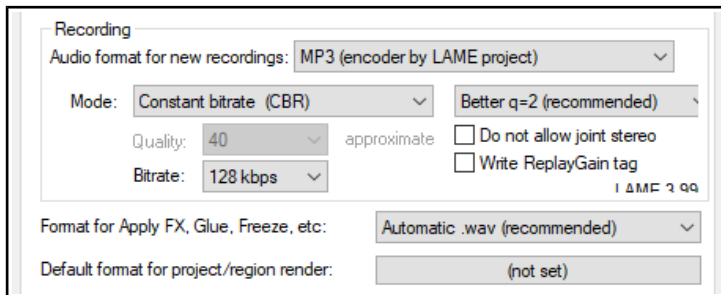 Recording
Audio format for new recordings: MP3 (encoder by LAME project)
Mode: Constant bitrate (CBR) Better q=2 (recommended)
Quality: 40 approximate Do not allow joint stereo
Write ReplayGain tag
Bitrate: 128 kbps
LAME 3.99
Format for Apply FX, Glue, Freeze, etc: Automatic .wav (recommended)
Default format for project/region render: (not set)